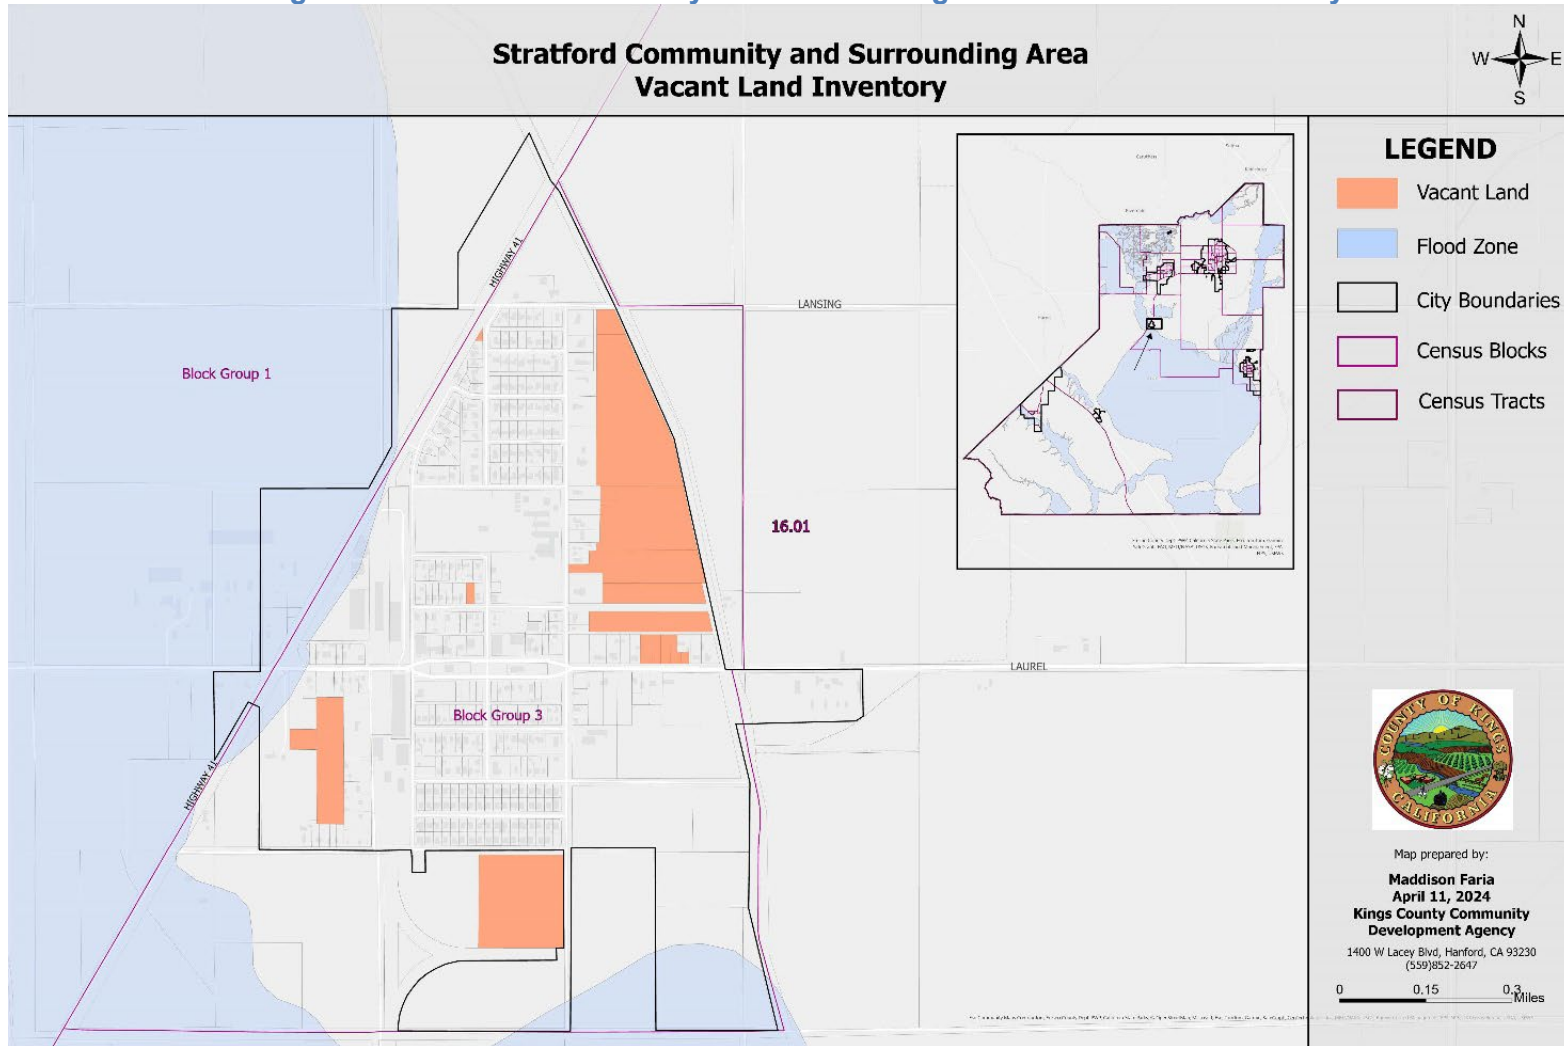 Stratford Community and Surrounding Area
Vacant Land Inventory
N
W
E
S
LEGEND
Vacant Land
Flood Zone
City Boundaries
Census Blocks
Census Tracts
HIGHWAY 41
LANSING
Block Group 1
16.01
LAUREL
Block Group 3
HIGHWAY 41
COUNTY OF KINGS
CALIFORNIA
Map prepared by:
Maddison Faria
April 11, 2024
Kings County Community
Development Agency
1400 W Lacey Blvd, Hanford, CA 93230
(559)852-2647
0 0.15 0.3
Miles